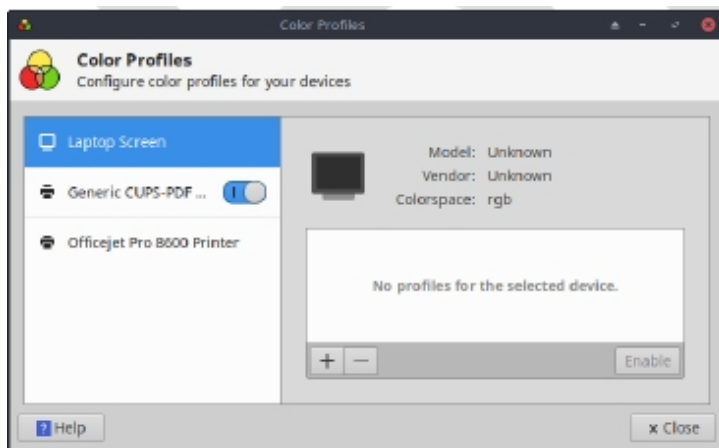 Color Profiles
Color Profiles
Configure color profiles for your devices
Laptop Screen
Generic CUPS-PDF ...
Officejet Pro 8600 Printer
Model: Unknown
Vendor: Unknown
Colorspace: rgb
No profiles for the selected device.
+ −
Enable
? Help
x Close